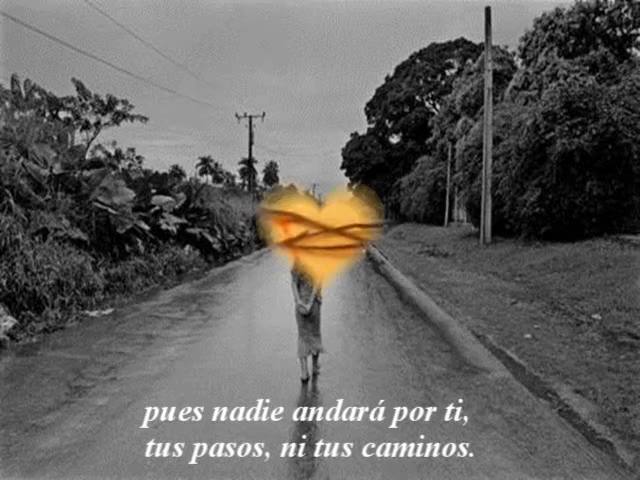 pues nadie andará por ti,
tus pasos, ni tus caminos.